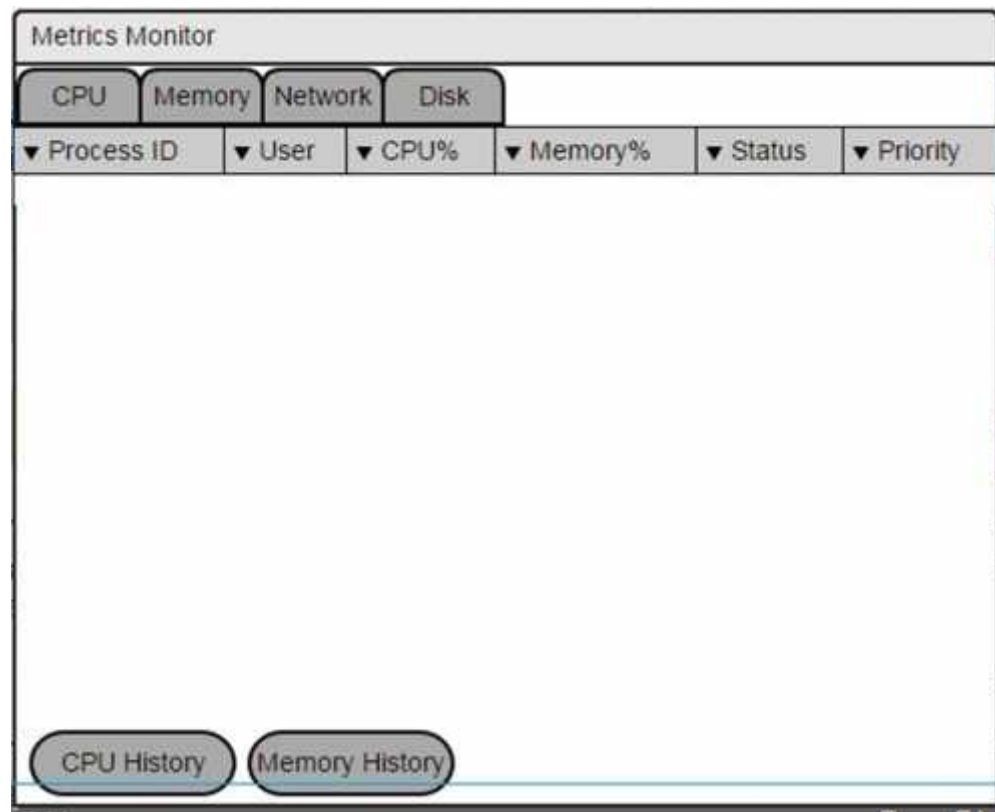 Metrics Monitor
CPU Memory Network Disk
▼ Process ID ▼ User ▼ CPU% ▼ Memory% ▼ Status ▼ Priority
CPU History Memory History